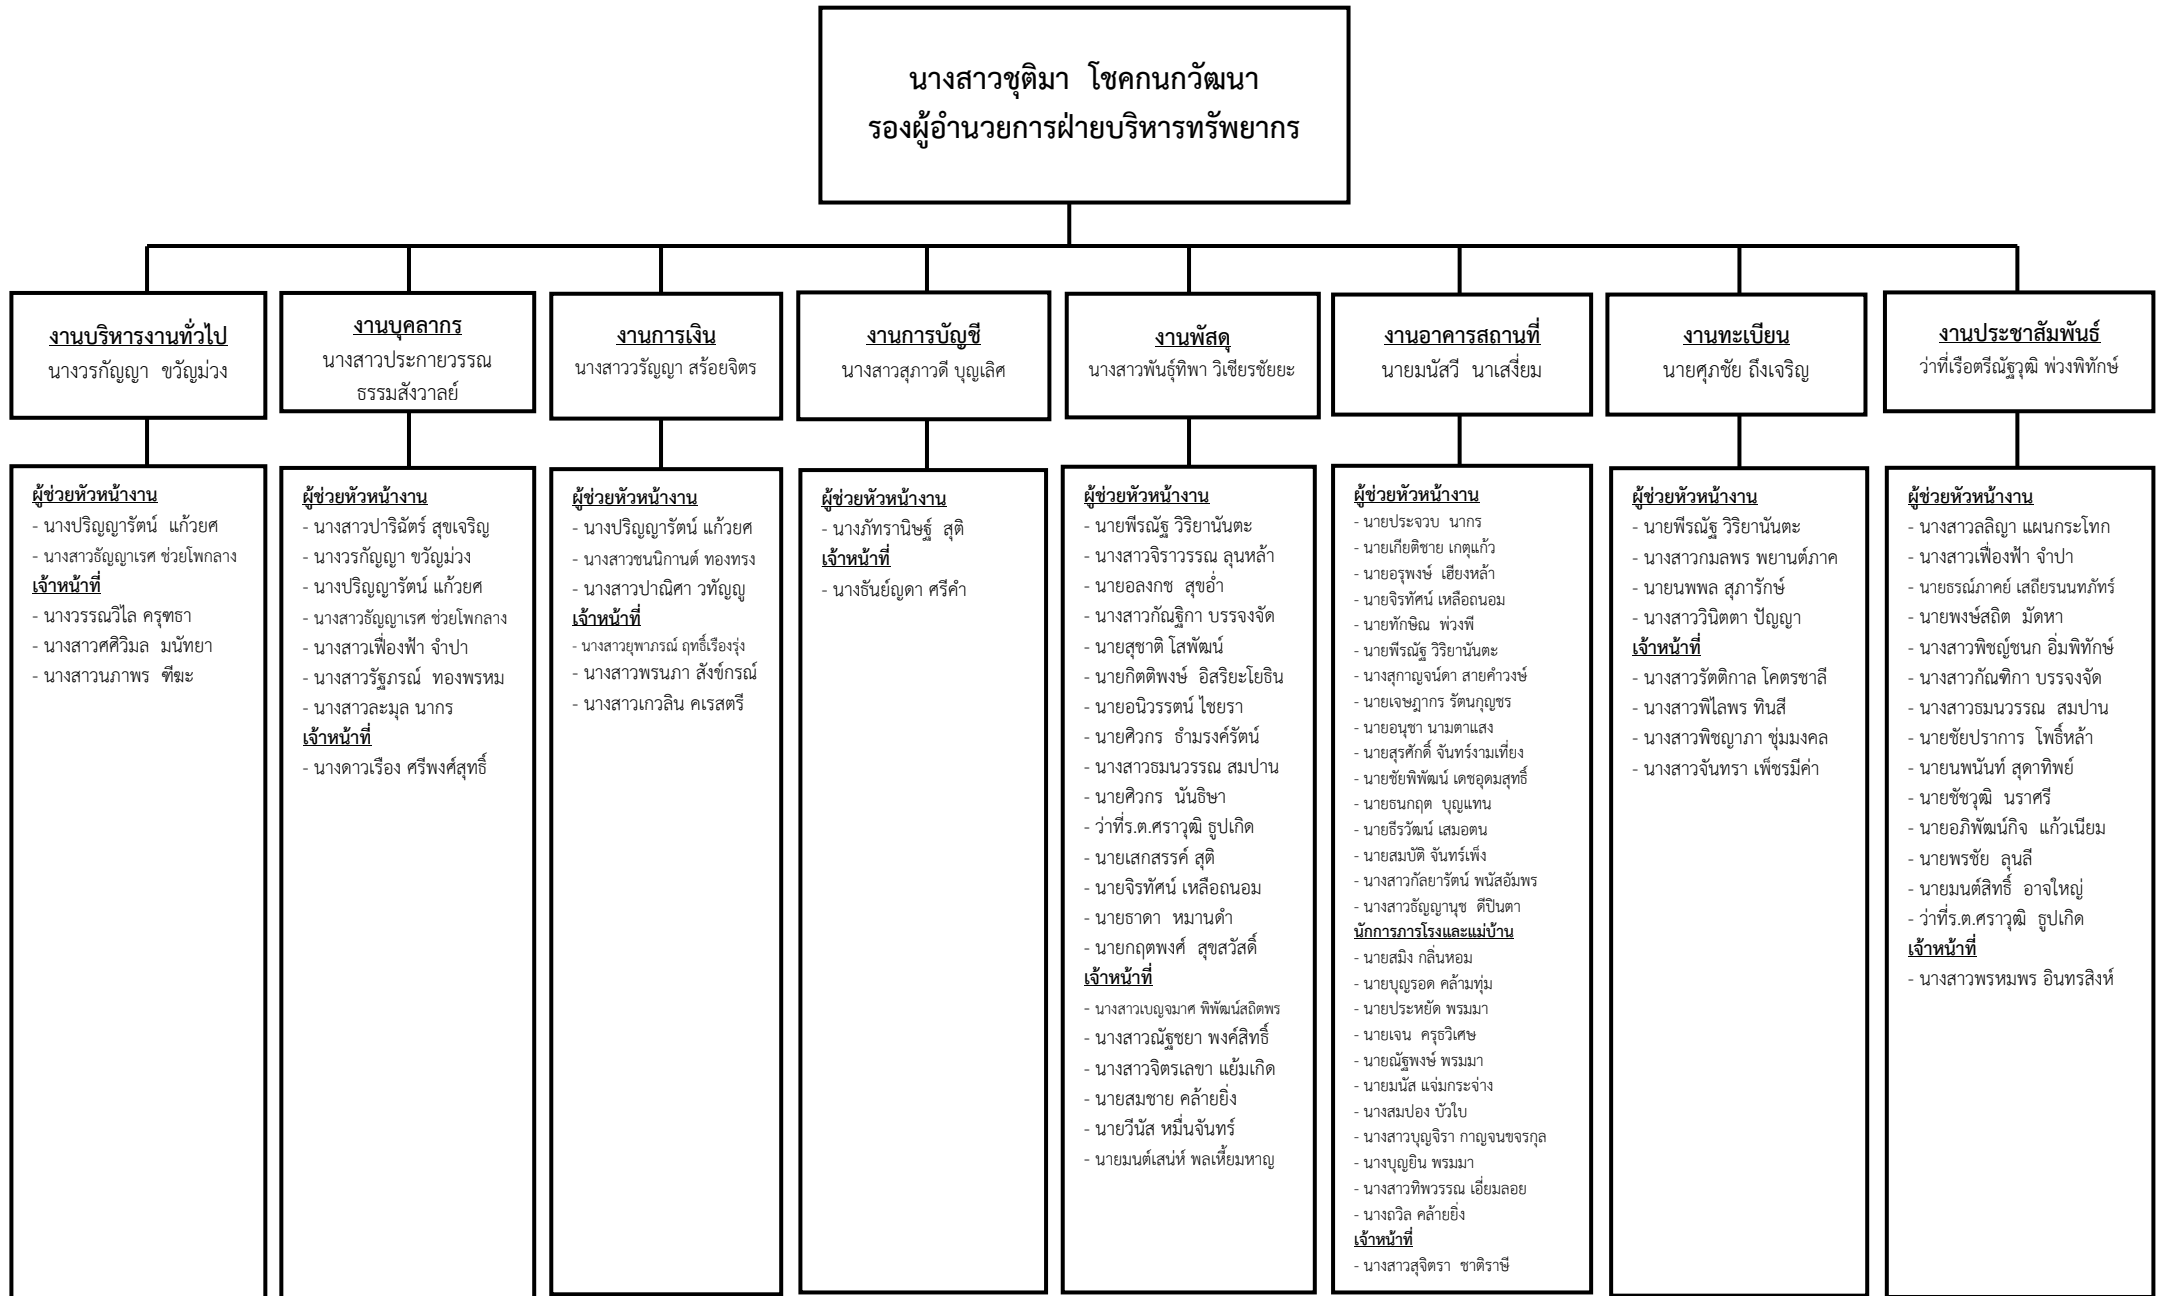 นางสาวชุติมา  โชคกนกวัฒนา
รองผู้อำนวยการฝ่ายบริหารทรัพยากร
งานบริหารงานทั่วไป
นางวรกัญญา  ขวัญม่วง
งานบุคลากร
นางสาวประกายวรรณ
ธรรมสังวาลย์
งานการเงิน
นางสาววรัญญา สร้อยจิตร
งานการบัญชี
นางสาวสุภาวดี บุญเลิศ
งานพัสดุ
นางสาวพันธุ์ทิพา วิเชียรชัยยะ
งานอาคารสถานที่
นายมนัสวี  นาเสงี่ยม
งานทะเบียน
นายศุภชัย ถึงเจริญ
งานประชาสัมพันธ์
ว่าที่เรือตรีณัฐวุฒิ พ่วงพิทักษ์
ผู้ช่วยหัวหน้างาน
- นางปริญญารัตน์  แก้วยศ
- นางสาวธัญญาเรศ ช่วยโพกลาง
เจ้าหน้าที่
- นางวรรณวิไล ครุฑธา
- นางสาวศศิวิมล  มนัทยา
- นางสาวนภาพร  ฑีฆะ
ผู้ช่วยหัวหน้างาน
- นางสาวปาริฉัตร์ สุขเจริญ
- นางวรกัญญา ขวัญม่วง
- นางปริญญารัตน์ แก้วยศ
- นางสาวธัญญาเรศ ช่วยโพกลาง
- นางสาวเฟื่องฟ้า จำปา
- นางสาวรัฐภรณ์  ทองพรหม
- นางสาวละมุล นากร
เจ้าหน้าที่
- นางดาวเรือง ศรีพงศ์สุทธิ์
ผู้ช่วยหัวหน้างาน
- นางปริญญารัตน์ แก้วยศ
- นางสาวชนนิกานต์ ทองทรง
- นางสาวปาณิศา วทัญญู
เจ้าหน้าที่
- นางสาวยุพาภรณ์ ฤทธิ์เรืองรุ่ง
- นางสาวพรนภา สังข์กรณ์
- นางสาวเกวลิน คเรสตรี
ผู้ช่วยหัวหน้างาน
- นางภัทรานิษฐ์  สุติ
เจ้าหน้าที่
- นางธันย์ญดา ศรีคำ
ผู้ช่วยหัวหน้างาน
- นายพีรณัฐ วิริยานันตะ
- นางสาวจิราวรรณ ลุนหล้า
- นายอลงกช  สุขอ่ำ
- นางสาวกัณฐิกา บรรจงจัด
- นายสุชาติ โสพัฒน์
- นายกิตติพงษ์  อิสริยะโยธิน
- นายอนิวรรตน์ ไชยรา
- นายศิวกร  ธำมรงค์รัตน์
- นางสาวธมนวรรณ สมปาน
- นายศิวกร  นันธิษา
- ว่าที่ร.ต.ศราวุฒิ ธูปเกิด
- นายเสกสรรค์ สุติ
- นายจิรทัศน์ เหลือถนอม
- นายธาดา  หมานดำ
- นายกฤตพงศ์  สุขสวัสดิ์
เจ้าหน้าที่
- นางสาวเบญจมาศ พิพัฒน์สถิตพร
- นางสาวณัฐชยา พงค์สิทธิ์
- นางสาวจิตรเลขา แย้มเกิด
- นายสมชาย คล้ายยิ่ง
- นายวีนัส หมื่นจันทร์
- นายมนต์เสน่ห์ พลเหี้ยมหาญ
ผู้ช่วยหัวหน้างาน
- นายประจวบ  นากร
- นายเกียติชาย เกตุแก้ว
- นายอรุพงษ์  เฮียงหล้า
- นายจิรทัศน์ เหลือถนอม
- นายทักษิณ  พ่วงพี
- นายพีรณัฐ วิริยานันตะ
- นางสุกาญจน์ดา สายคำวงษ์
- นายเจษฎากร รัตนกุญชร
- นายอนุชา นามตาแสง
- นายสุรศักดิ์ จันทร์งามเที่ยง
- นายชัยพิพัฒน์ เดชอุดมสุทธิ์
- นายธนกฤต  บุญแทน
- นายธีรวัฒน์ เสมอตน
- นายสมบัติ จันทร์เพ็ง
- นางสาวกัลยารัตน์ พนัสอัมพร
- นางสาวธัญญานุช  ดีปินตา
นักการภารโรงและแม่บ้าน
- นายสมิง กลิ่นหอม
- นายบุญรอด คล้ามทุ่ม
- นายประหยัด พรมมา
- นายเจน  ครุธวิเศษ
- นายณัฐพงษ์ พรมมา
- นายมนัส แจ่มกระจ่าง
- นางสมปอง บัวใบ
- นางสาวบุญจิรา กาญจนขจรกุล
- นางบุญยิน พรมมา
- นางสาวทิพวรรณ เอี่ยมลอย
- นางถวิล คล้ายยิ่ง
เจ้าหน้าที่
- นางสาวสุจิตรา  ชาติราษี
ผู้ช่วยหัวหน้างาน
- นายพีรณัฐ วิริยานันตะ
- นางสาวกมลพร พยานต์ภาค
- นายนพพล สุภารักษ์
- นางสาววินิตตา ปัญญา
เจ้าหน้าที่
- นางสาวรัตติกาล โคตรชาลี
- นางสาวพิไลพร ทินสี
- นางสาวพิชญาภา ชุ่มมงคล
- นางสาวจันทรา เพ็ชรมีค่า
ผู้ช่วยหัวหน้างาน
- นางสาวลลิญา แผนกระโทก
- นางสาวเฟื่องฟ้า จำปา
- นายธรณ์ภาคย์ เสถียรนนทภัทร์
- นายพงษ์สถิต  มัดหา
- นางสาวพิชญ์ชนก อิ่มพิทักษ์
- นางสาวกัณฑิกา บรรจงจัด
- นางสาวธมนวรรณ  สมปาน
- นายชัยปราการ  โพธิ์หล้า
- นายนพนันท์ สุดาทิพย์
- นายชัชวุฒิ  นราศรี
- นายอภิพัฒน์กิจ  แก้วเนียม
- นายพรชัย  ลุนลี
- นายมนต์สิทธิ์  อาจใหญ่
- ว่าที่ร.ต.ศราวุฒิ  ธูปเกิด
เจ้าหน้าที่
- นางสาวพรหมพร อินทรสิงห์